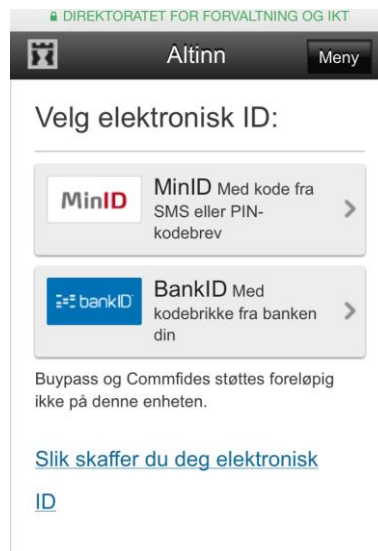 DIREKTORATET FOR FORVALTNING OG IKT
Altinn
Meny
Velg elektronisk ID:
MinID
MinID Med kode fra
SMS eller PIN-
kodebrev
bankID
BankID Med
kodebrikke fra banken
din
Buypass og Commfides støttes foreløpig
ikke på denne enheten.
Slik skaffer du deg elektronisk
ID